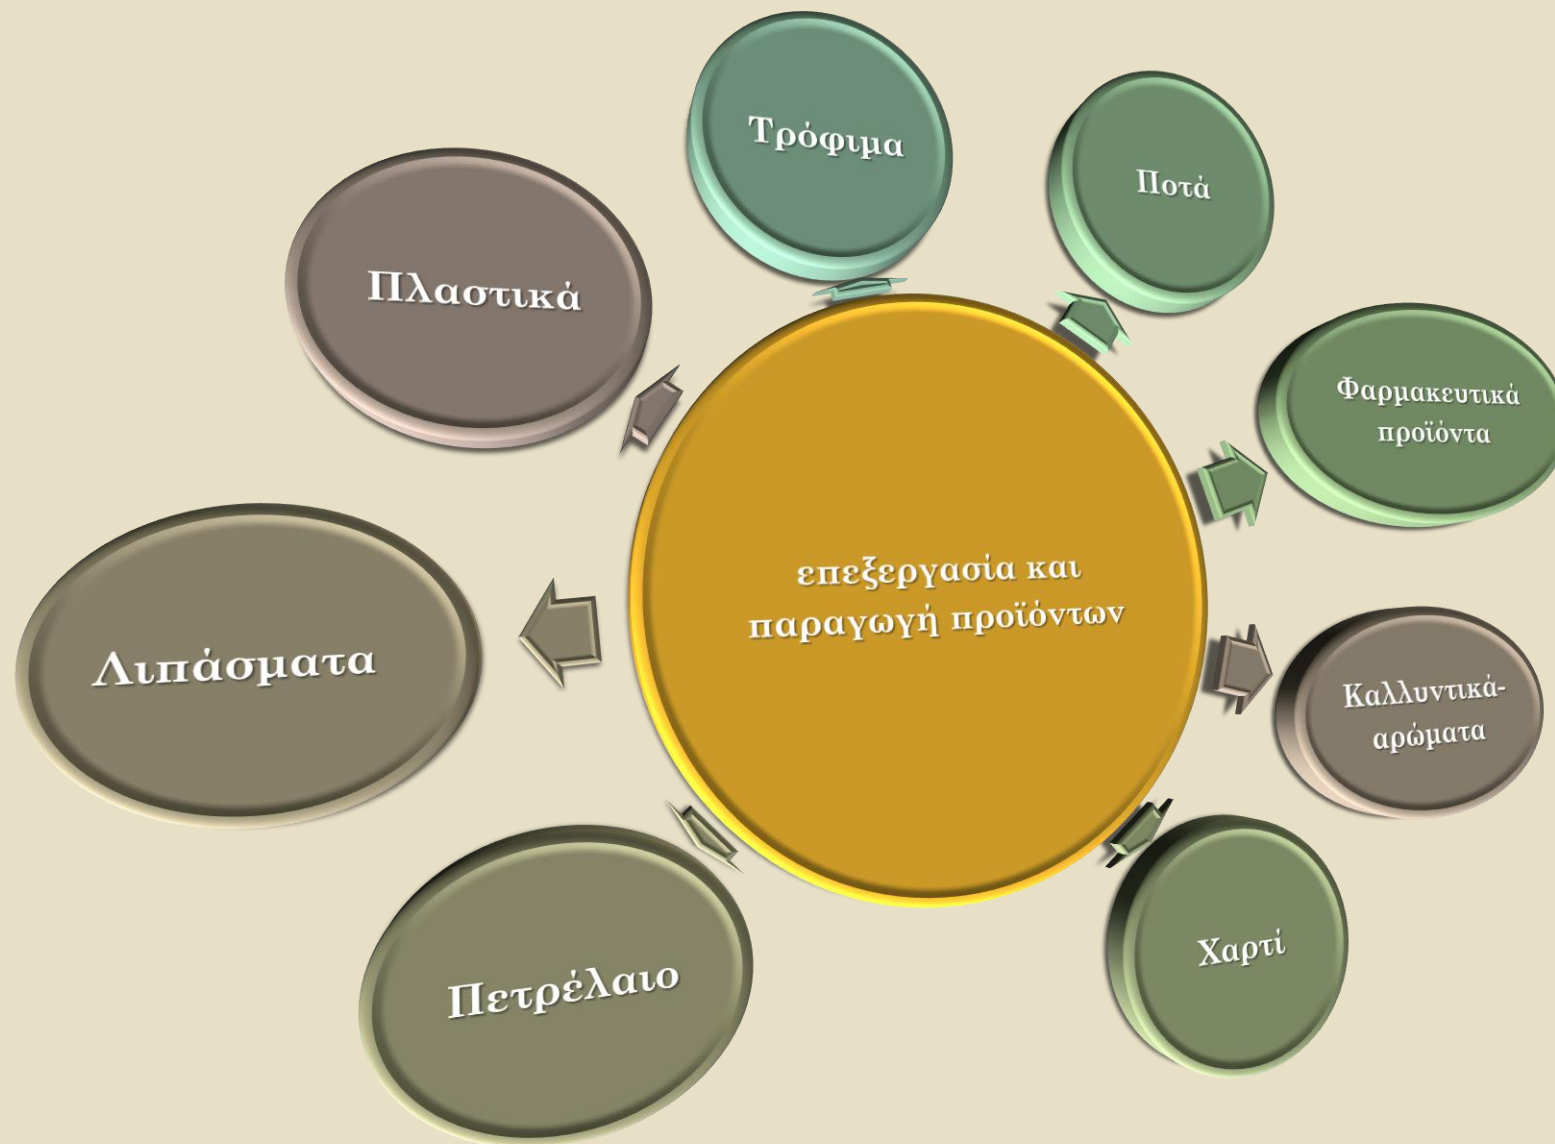 Τρόφιμα
Ποτά
Φαρμακευτικά
προϊόντα
Καλλυντικά-
αρώματα
Χαρτί
Πετρέλαιο
Λιπάσματα
Πλαστικά
επεξεργασία και
παραγωγή προϊόντων